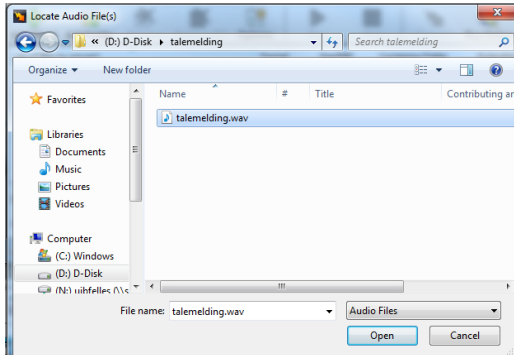 Locate Audio File(s)
« (D:) D-Disk ▸ talemelding
Search talemelding
Organize
New folder
Name # Title Contributing ar
Favorites
talemelding.wav
Libraries
Documents
Music
Pictures
Videos
Computer
(C:) Windows
(D:) D-Disk
(N:) uibfelles (\\s
File name: talemelding.wav
Audio Files
Open Cancel